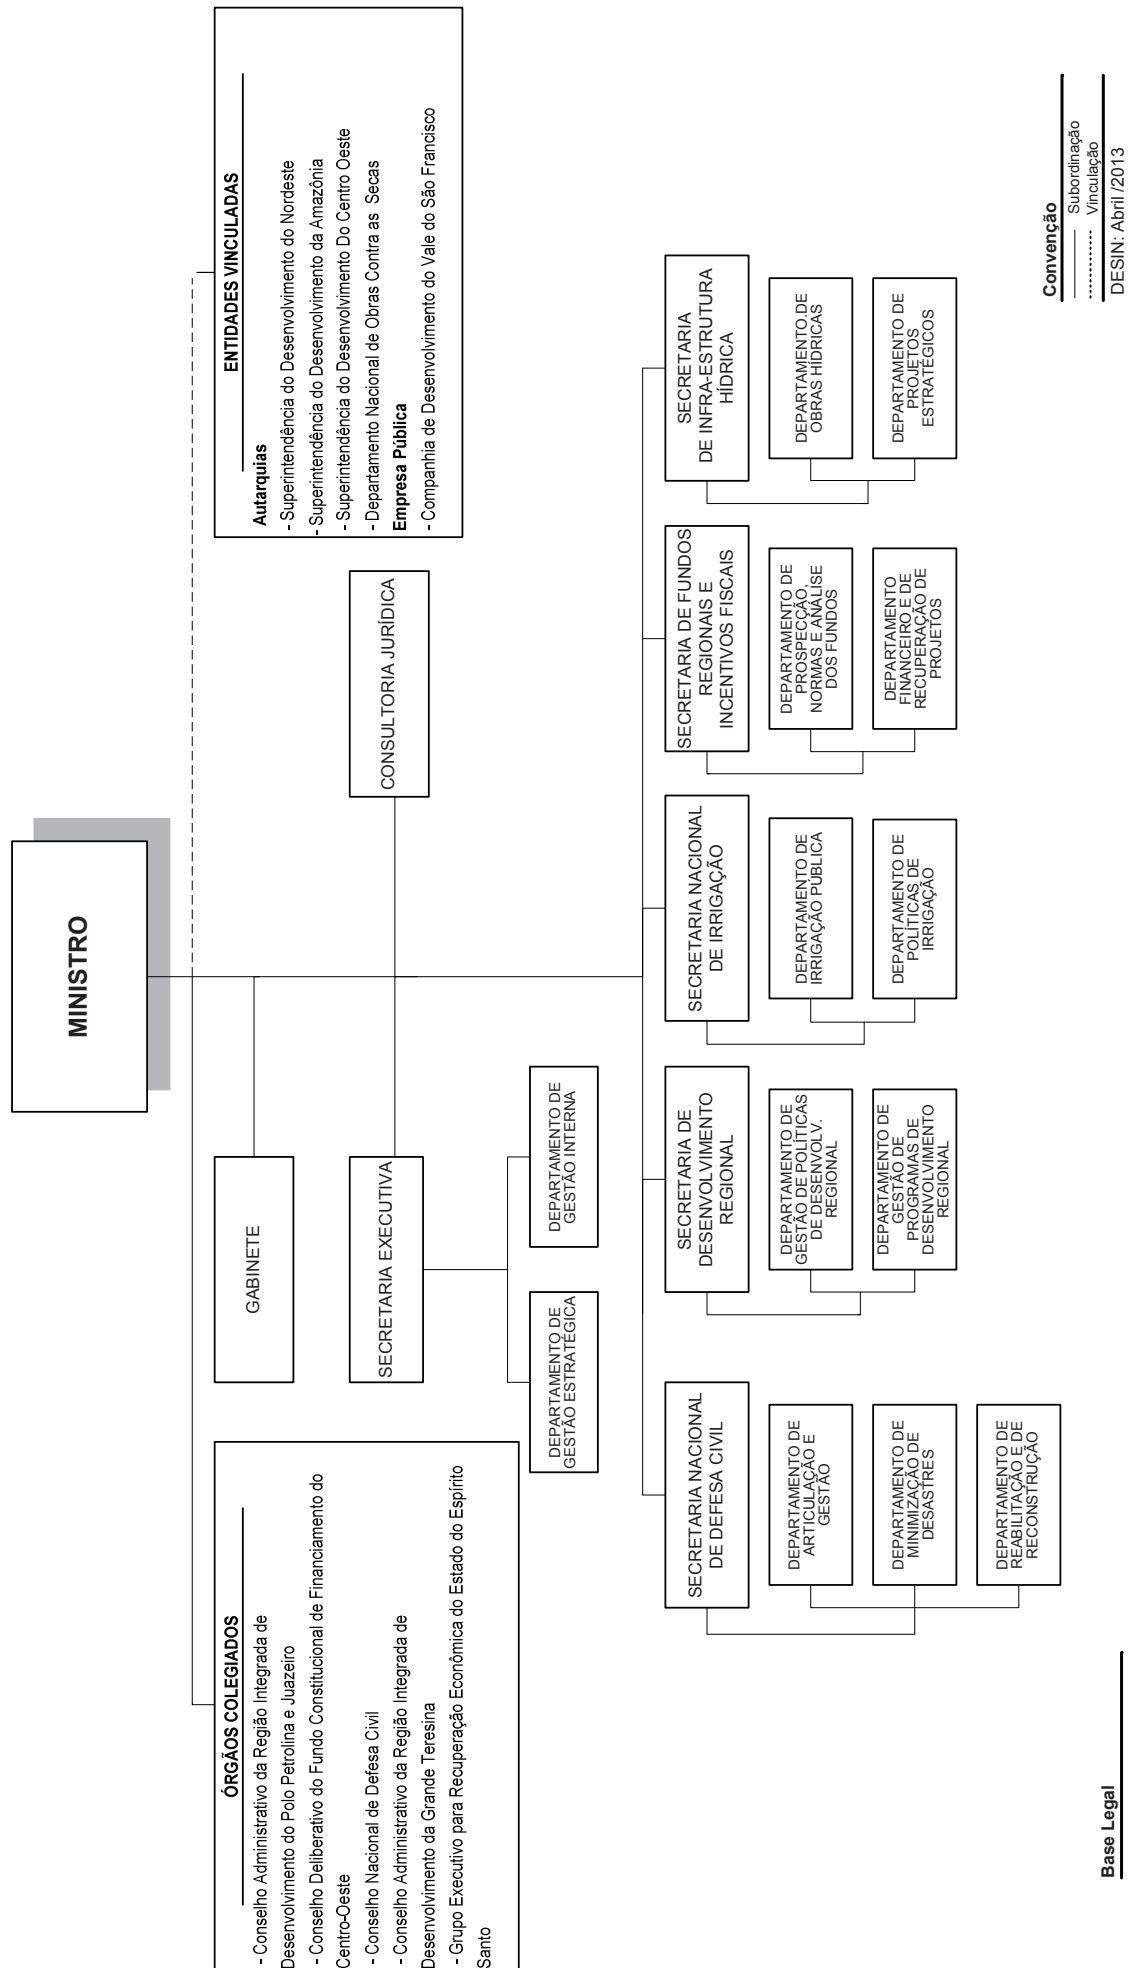 MINISTRO
ÓRGÃOS COLEGIADOS
- Conselho Administrativo da Região Integrada de
Desenvolvimento do Polo Petrolina e Juazeiro
- Conselho Deliberativo do Fundo Constitucional de Financiamento do
Centro-Oeste
- Conselho Nacional de Defesa Civil
- Conselho Administrativo da Região Integrada de
Desenvolvimento da Grande Teresina
- Grupo Executivo para Recuperação Econômica do Estado do Espírito
Santo
GABINETE
ENTIDADES VINCULADAS
Autarquias
- Superintendência do Desenvolvimento do Nordeste
- Superintendência do Desenvolvimento da Amazônia
- Superintendência do Desenvolvimento Do Centro Oeste
- Departamento Nacional de Obras Contra as Secas
Empresa Pública
- Companhia de Desenvolvimento do Vale do São Francisco
SECRETARIA EXECUTIVA
CONSULTORIA JURÍDICA
DEPARTAMENTO DE
GESTÃO ESTRATÉGICA
DEPARTAMENTO DE
GESTÃO INTERNA
SECRETARIA NACIONAL
DE DEFESA CIVIL
DEPARTAMENTO DE
ARTICULAÇÃO E
GESTÃO
DEPARTAMENTO DE
MINIMIZAÇÃO DE
DESASTRES
DEPARTAMENTO DE
REABILITAÇÃO E DE
RECONSTRUÇÃO
SECRETARIA DE
DESENVOLVIMENTO
REGIONAL
DEPARTAMENTO DE
GESTÃO DE POLÍTICAS
DE DESENVOLV.
REGIONAL
DEPARTAMENTO DE
GESTÃO DE
PROGRAMAS DE
DESENVOLVIMENTO
REGIONAL
SECRETARIA NACIONAL
DE IRRIGAÇÃO
DEPARTAMENTO DE
IRRIGAÇÃO PÚBLICA
DEPARTAMENTO DE
POLÍTICAS DE
IRRIGAÇÃO
SECRETARIA DE FUNDOS
REGIONAIS E
INCENTIVOS FISCAIS
DEPARTAMENTO DE
PROSPECÇÃO,
NORMAS E ANÁLISE
DOS FUNDOS
DEPARTAMENTO
FINANCEIRO E DE
RECUPERAÇÃO DE
PROJETOS
SECRETARIA
DE INFRA-ESTRUTURA
HÍDRICA
DEPARTAMENTO.DE
OBRAS HÍDRICAS
DEPARTAMENTO DE
PROJETOS
ESTRATÉGICOS
Base Legal
Convenção
Subordinação
Vinculação
DESIN: Abril /2013